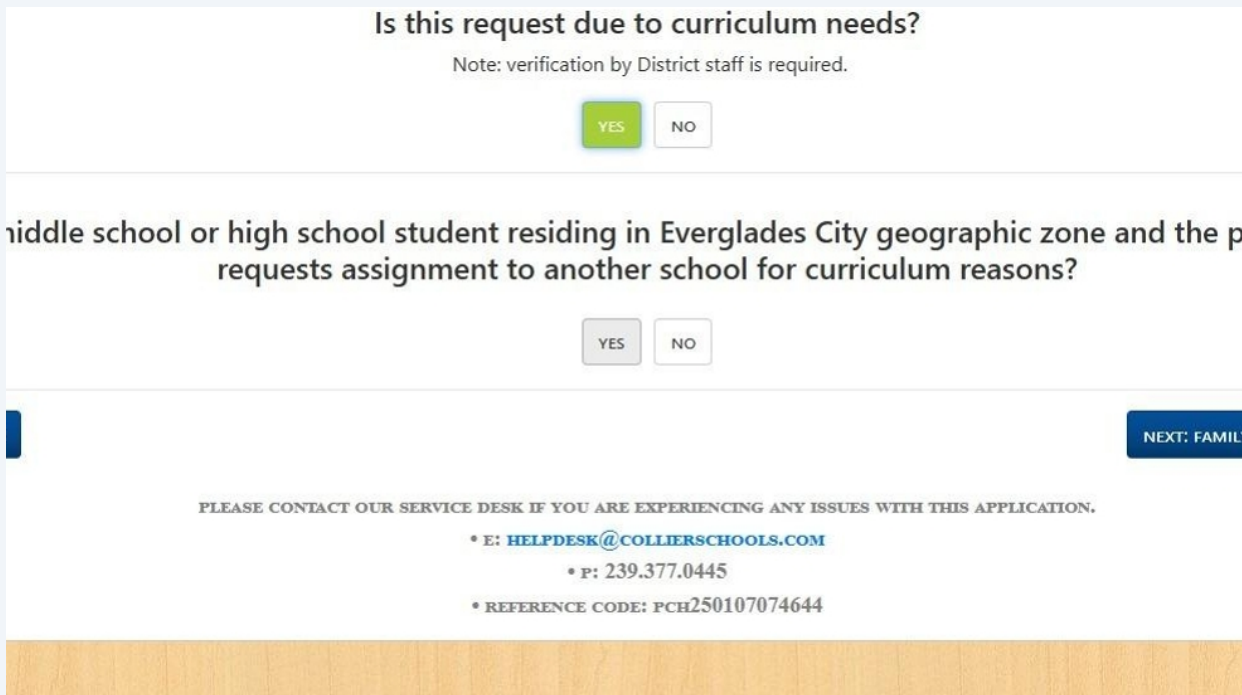 Is this request due to curriculum needs?
Note: verification by District staff is required.
YES NO
school or high school student residing in Everglades City geographic zone and the
requests assignment to another school for curriculum reasons?
YES NO
NEXT:
PLEASE CONTACT OUR SERVICE DESK IF YOU ARE EXPERIENCING ANY ISSUES WITH THIS APPLICATION.
• E: HELPDESK@COLLIERSCHOOLS.COM
• P: 239.377.0445
• REFERENCE CODE: PCH250107074644